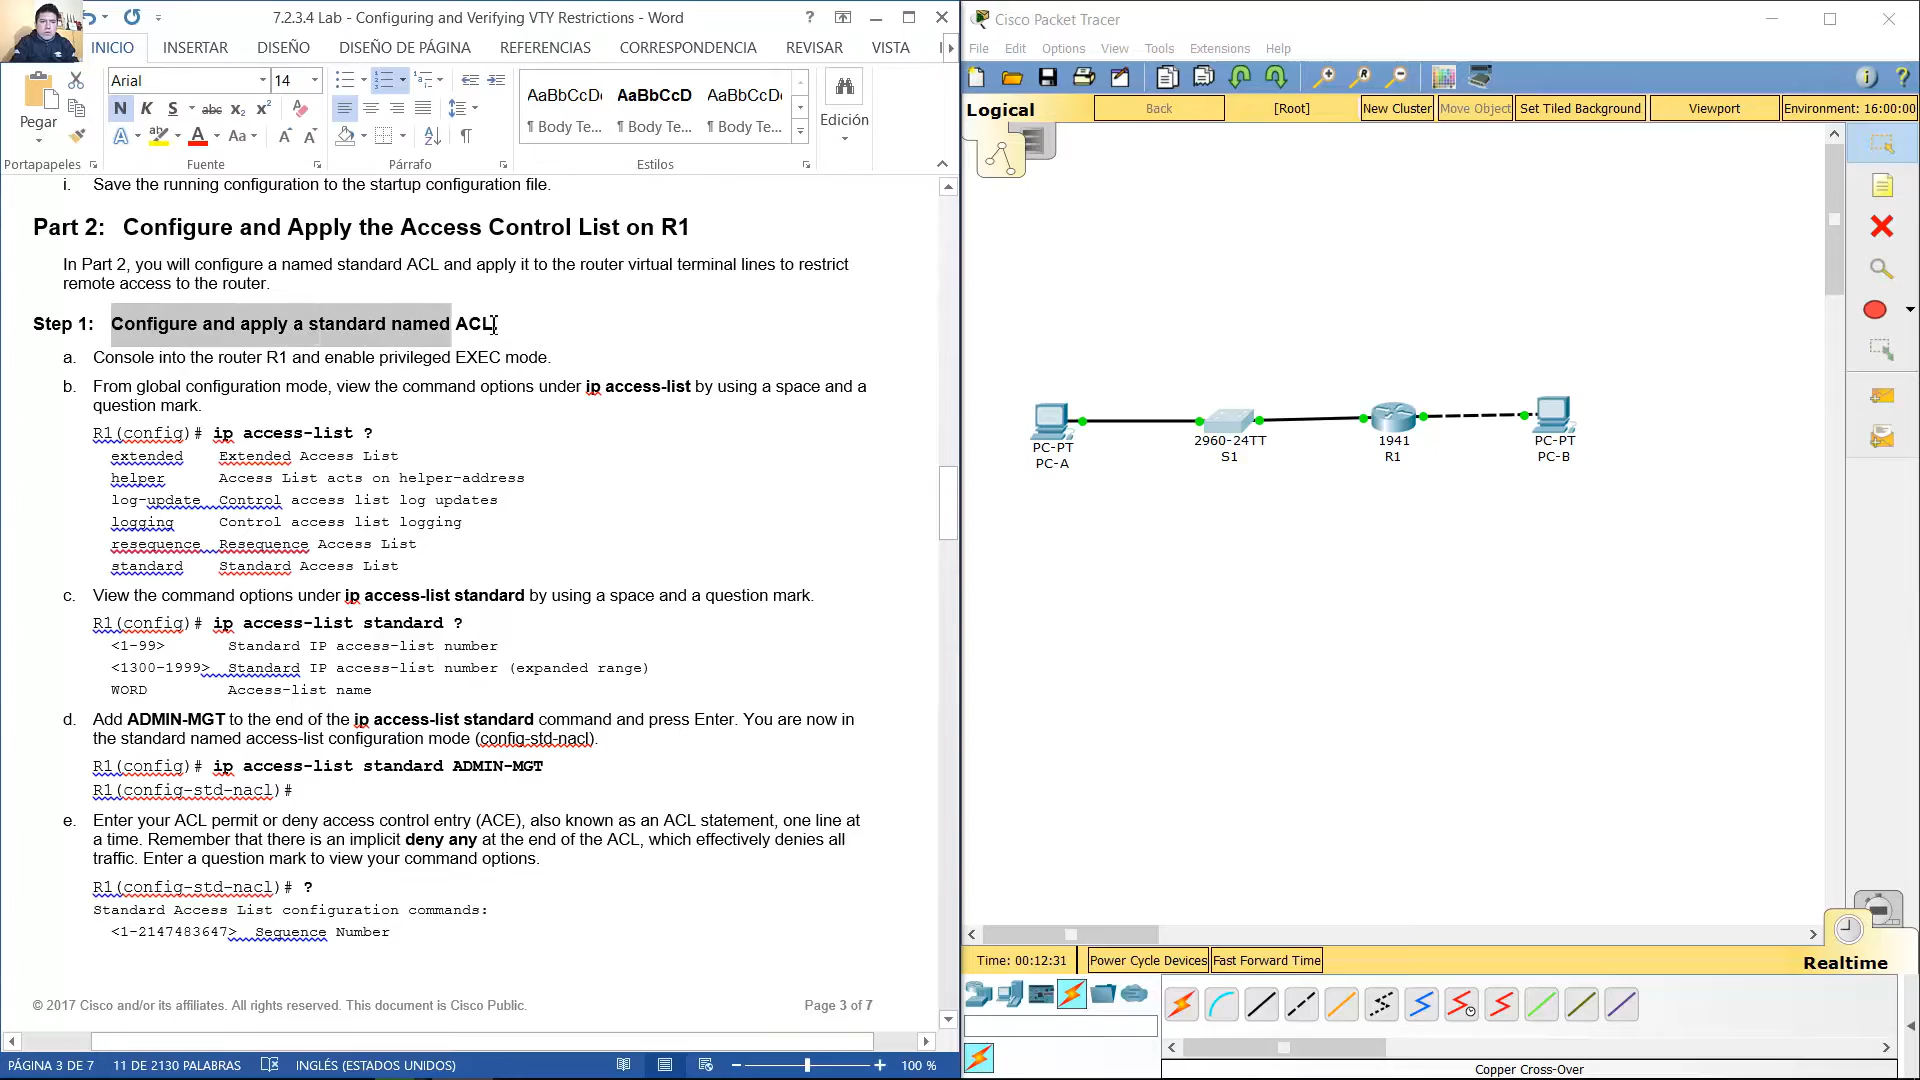 7.2.3.4 Lab - Configuring and Verifying VTY Restrictions - Word
INICIO
INSERTAR
DISEÑO
DISEÑO DE PÁGINA
REFERENCIAS
CORRESPONDENCIA
REVISAR
VISTA
Arial
14
AaBbCcD
AaBbCcD
AaBbCcD
Pegar
N K S abc x₂ x²
Aa
¶ Body Te...
¶ Body Te...
¶ Body Te...
Edición
Portapapeles
Fuente
Párrafo
Estilos
i. Save the running configuration to the startup configuration file.
Part 2: Configure and Apply the Access Control List on R1
In Part 2, you will configure a named standard ACL and apply it to the router virtual terminal lines to restrict
remote access to the router.
Step 1: Configure and apply a standard named ACL.
a. Console into the router R1 and enable privileged EXEC mode.
b. From global configuration mode, view the command options under ip access-list by using a space and a
question mark.
R1(config)# ip access-list ?
extended Extended Access List
helper Access List acts on helper-address
log-update Control access list log updates
logging Control access list logging
resequence Resequence Access List
standard Standard Access List
c. View the command options under ip access-list standard by using a space and a question mark.
R1(config)# ip access-list standard ?
<1-99> Standard IP access-list number
<1300-1999> Standard IP access-list number (expanded range)
WORD Access-list name
d. Add ADMIN-MGT to the end of the ip access-list standard command and press Enter. You are now in
the standard named access-list configuration mode (config-std-nacl).
R1(config)# ip access-list standard ADMIN-MGT
R1(config-std-nacl)#
e. Enter your ACL permit or deny access control entry (ACE), also known as an ACL statement, one line at
a time. Remember that there is an implicit deny any at the end of the ACL, which effectively denies all
traffic. Enter a question mark to view your command options.
R1(config-std-nacl)# ?
Standard Access List configuration commands:
<1-2147483647> Sequence Number
© 2017 Cisco and/or its affiliates. All rights reserved. This document is Cisco Public.
Page 3 of 7
PÁGINA 3 DE 7
11 DE 2130 PALABRAS
INGLÉS (ESTADOS UNIDOS)
100 %
Cisco Packet Tracer
File Edit Options View Tools Extensions Help
Logical
Back
[Root]
New Cluster
Move Object
Set Tiled Background
Viewport
Environment: 16:00:00
PC-PT
PC-A
2960-24TT
S1
1941
R1
PC-PT
PC-B
Time: 00:12:31
Power Cycle Devices
Fast Forward Time
Realtime
Copper Cross-Over